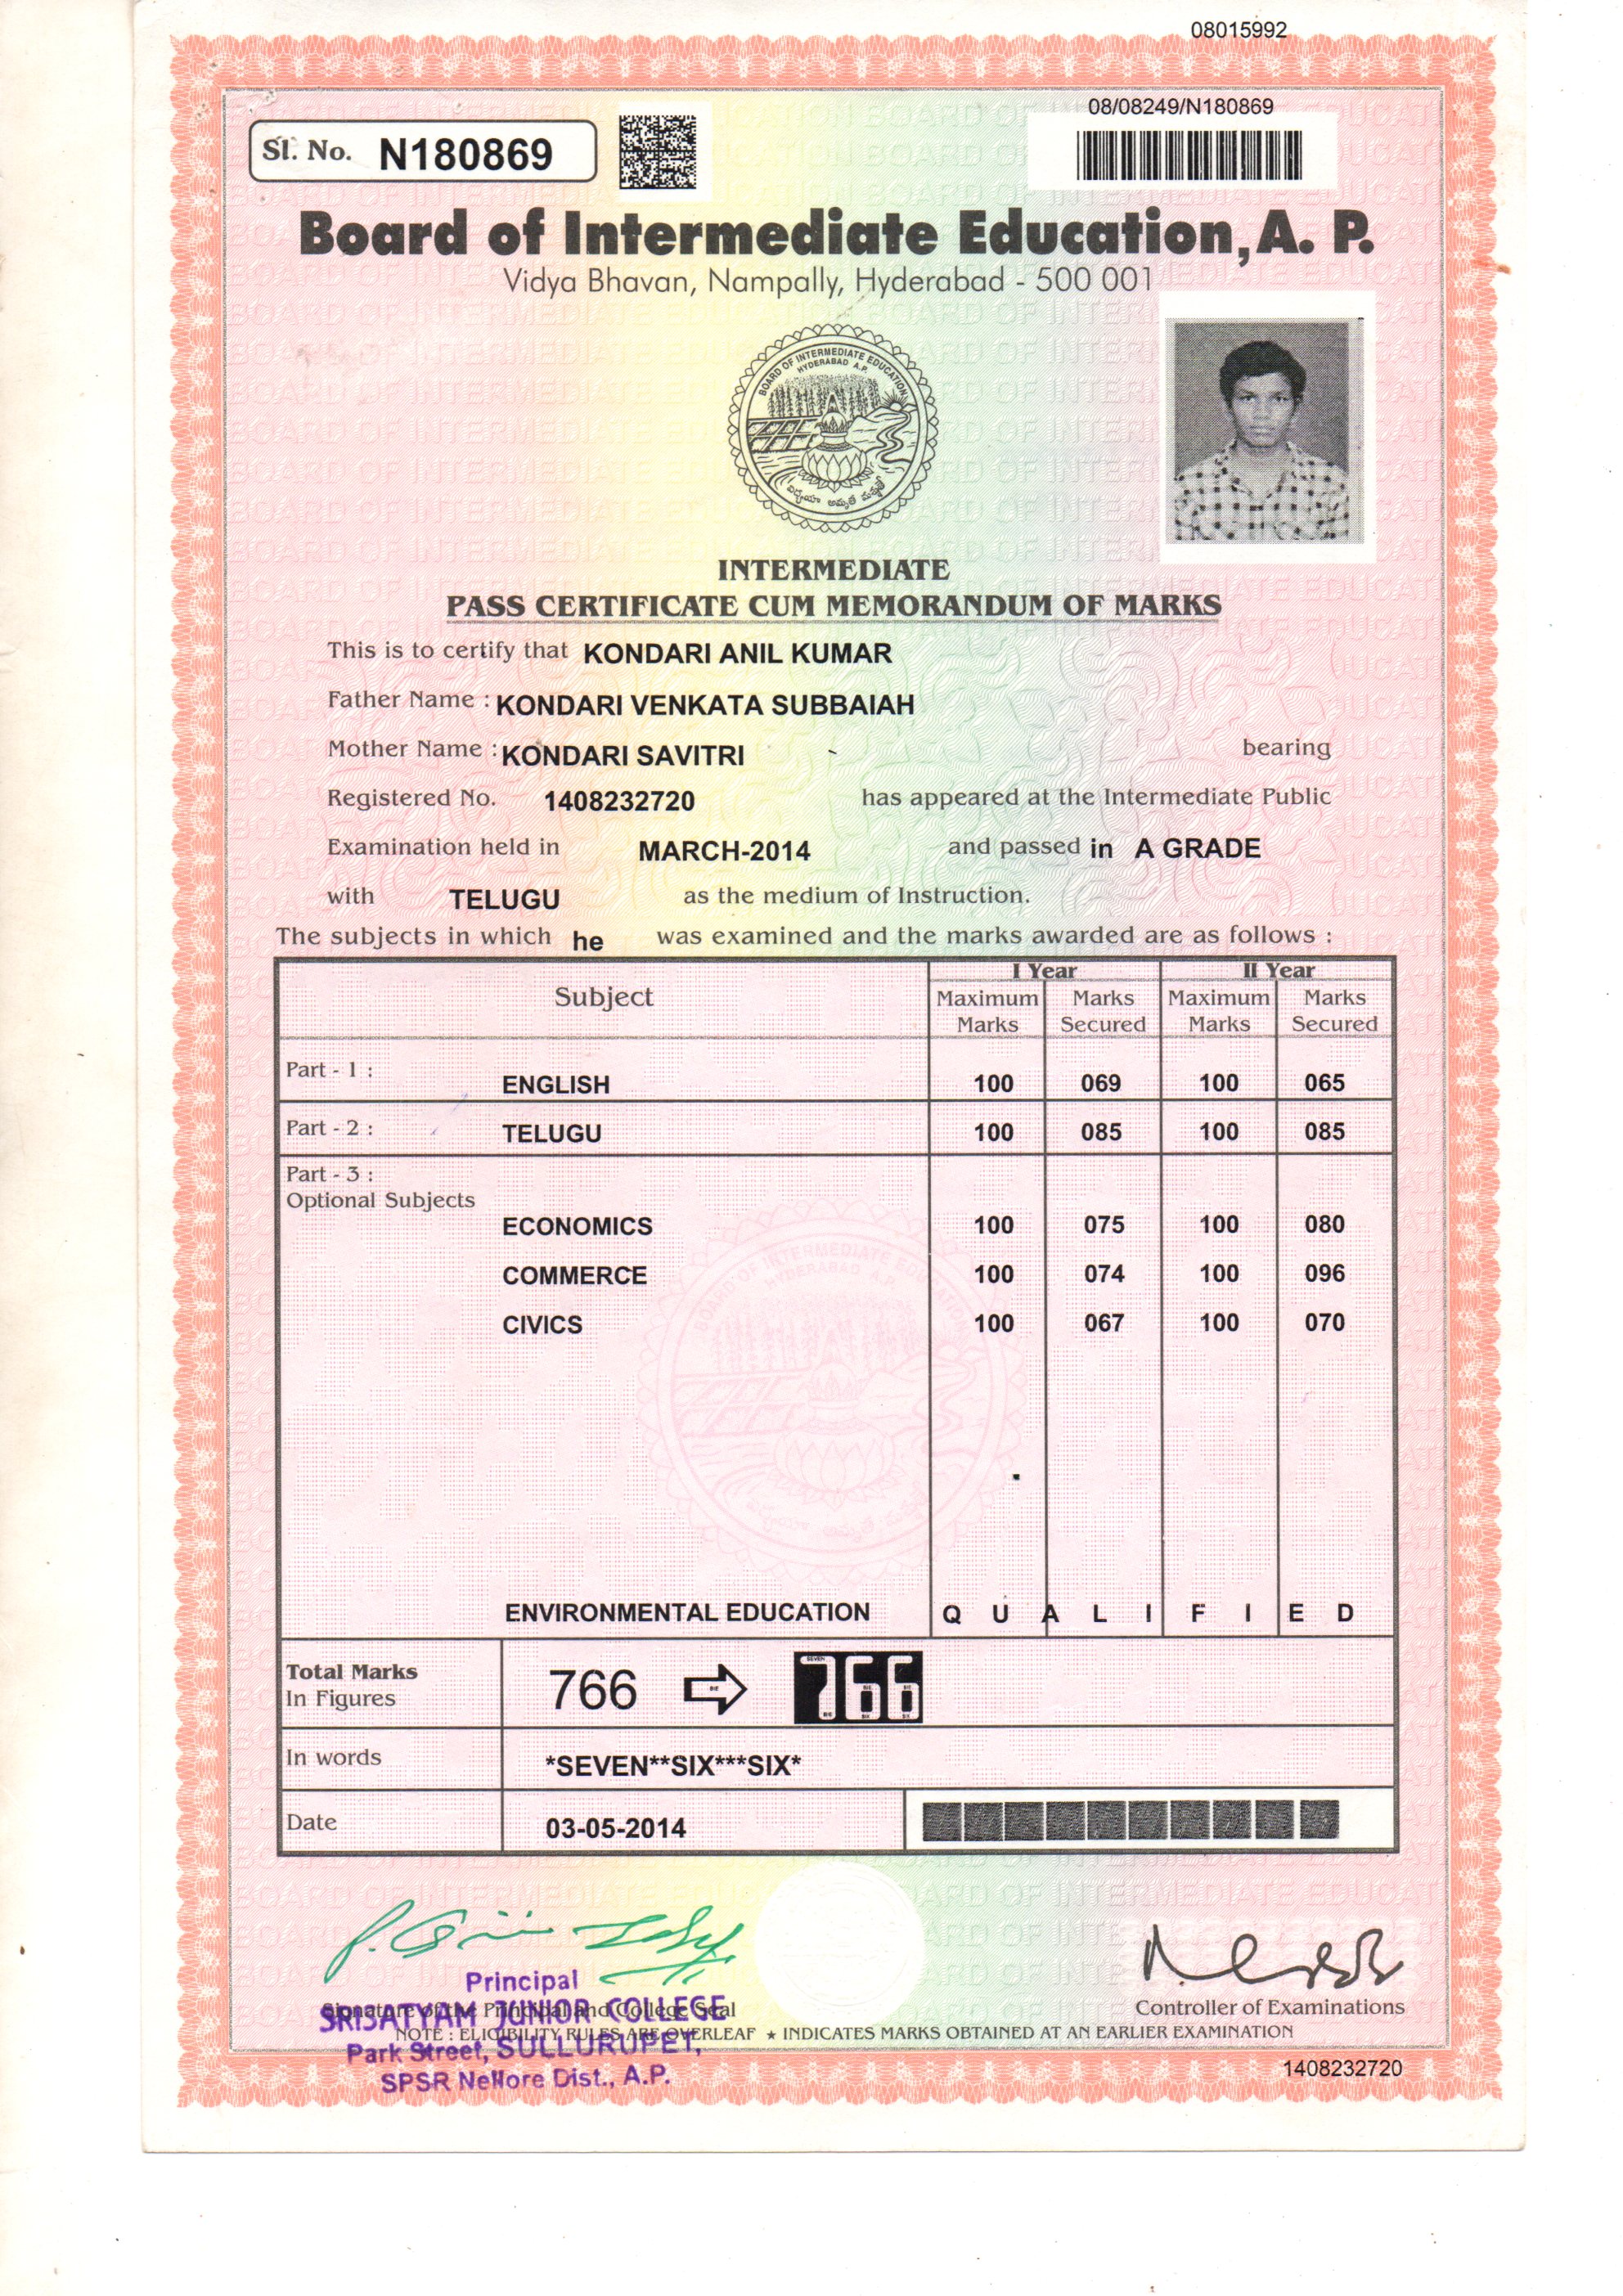 08015992
08/08249/N180869
Sl. No. N180869
Board of Intermediate Education, A. P.
Vidya Bhavan, Nampally, Hyderabad - 500 001
BOARD OF INTERMEDIATE EDUCATION
HYDERABAD A.P.
INTERMEDIATE
PASS CERTIFICATE CUM MEMORANDUM OF MARKS
This is to certify that KONDARI ANIL KUMAR
Father Name : KONDARI VENKATA SUBBAIAH
Mother Name : KONDARI SAVITRI bearing
Registered No. 1408232720 has appeared at the Intermediate Public
Examination held in MARCH-2014 and passed in A GRADE
with TELUGU as the medium of Instruction.
The subjects in which he was examined and the marks awarded are as follows :
Subject I Year II Year
Maximum Marks Marks Secured Maximum Marks Marks Secured
Part - 1 : ENGLISH 100 069 100 065
Part - 2 : TELUGU 100 085 100 085
Part - 3 :
Optional Subjects
ECONOMICS 100 075 100 080
COMMERCE 100 074 100 096
CIVICS 100 067 100 070
ENVIRONMENTAL EDUCATION Q U A L I F I E D
Total Marks
In Figures 766 766
In words *SEVEN**SIX***SIX*
Date 03-05-2014
Principal
SRISATYAM JUNIOR COLLEGE
Park Street, SULLURUPET,
SPSR Nellore Dist., A.P.
Signature of the Principal and College Seal
Controller of Examinations
NOTE : ELIGIBILITY RULES ARE OVERLEAF ★ INDICATES MARKS OBTAINED AT AN EARLIER EXAMINATION
1408232720